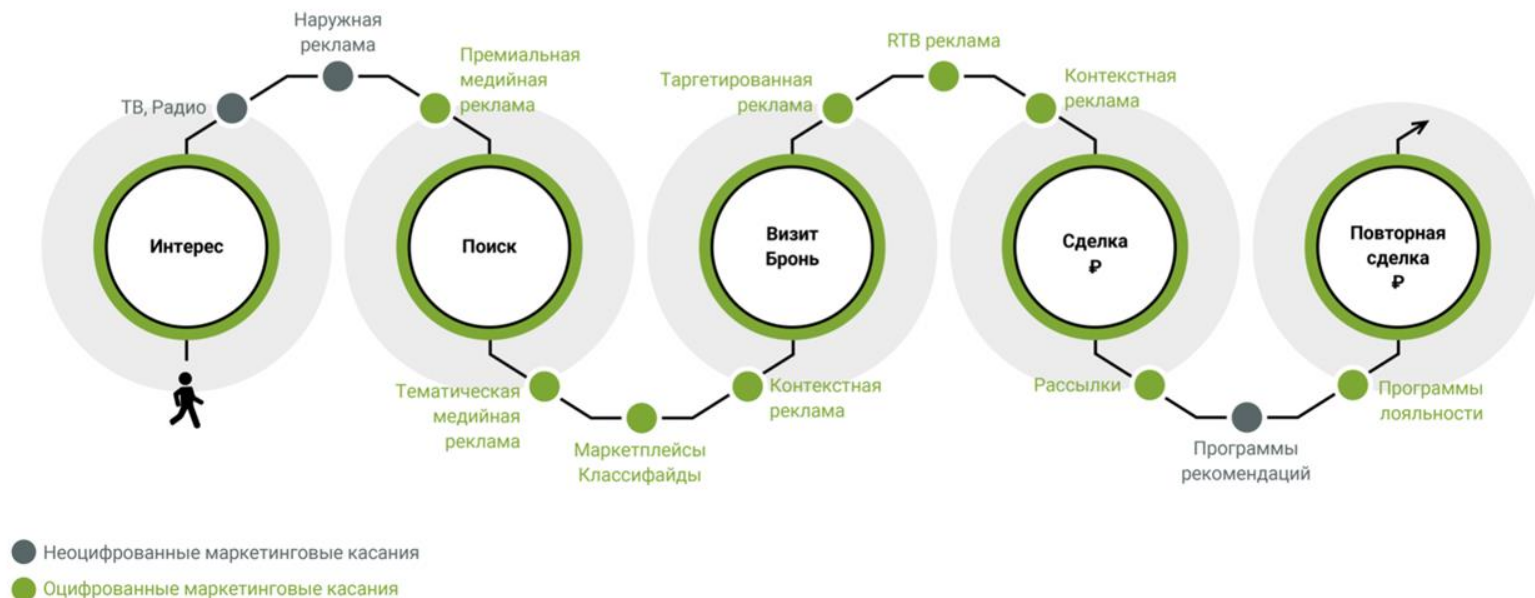 Наружная
реклама
ТВ, Радио
Премиальная
медийная
реклама
Таргетированная
реклама
RTB реклама
Контекстная
реклама
Интерес
Поиск
Визит
Бронь
Сделка
₽
Повторная
сделка
₽
Тематическая
медийная
реклама
Маркетплейсы
Классифайды
Контекстная
реклама
Рассылки
Программы
рекомендаций
Программы
лояльности
Неоцифрованные маркетинговые касания
Оцифрованные маркетинговые касания